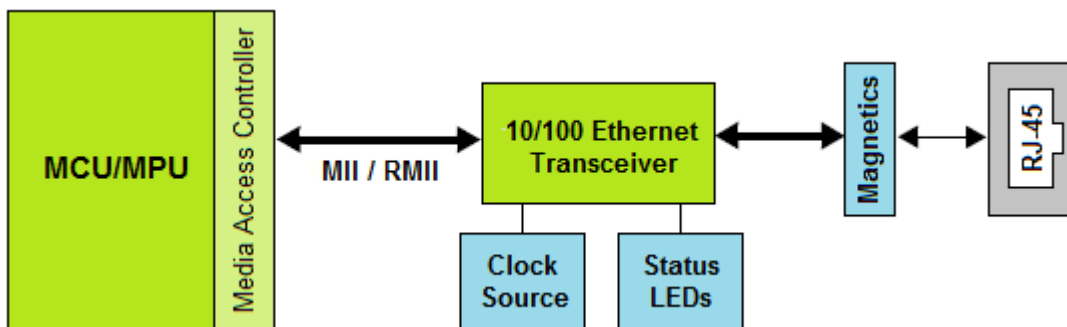 MCU/MPU
Media Access Controller
MII / RMII
10/100 Ethernet
Transceiver
Clock
Source
Status
LEDs
Magnetics
RJ-45